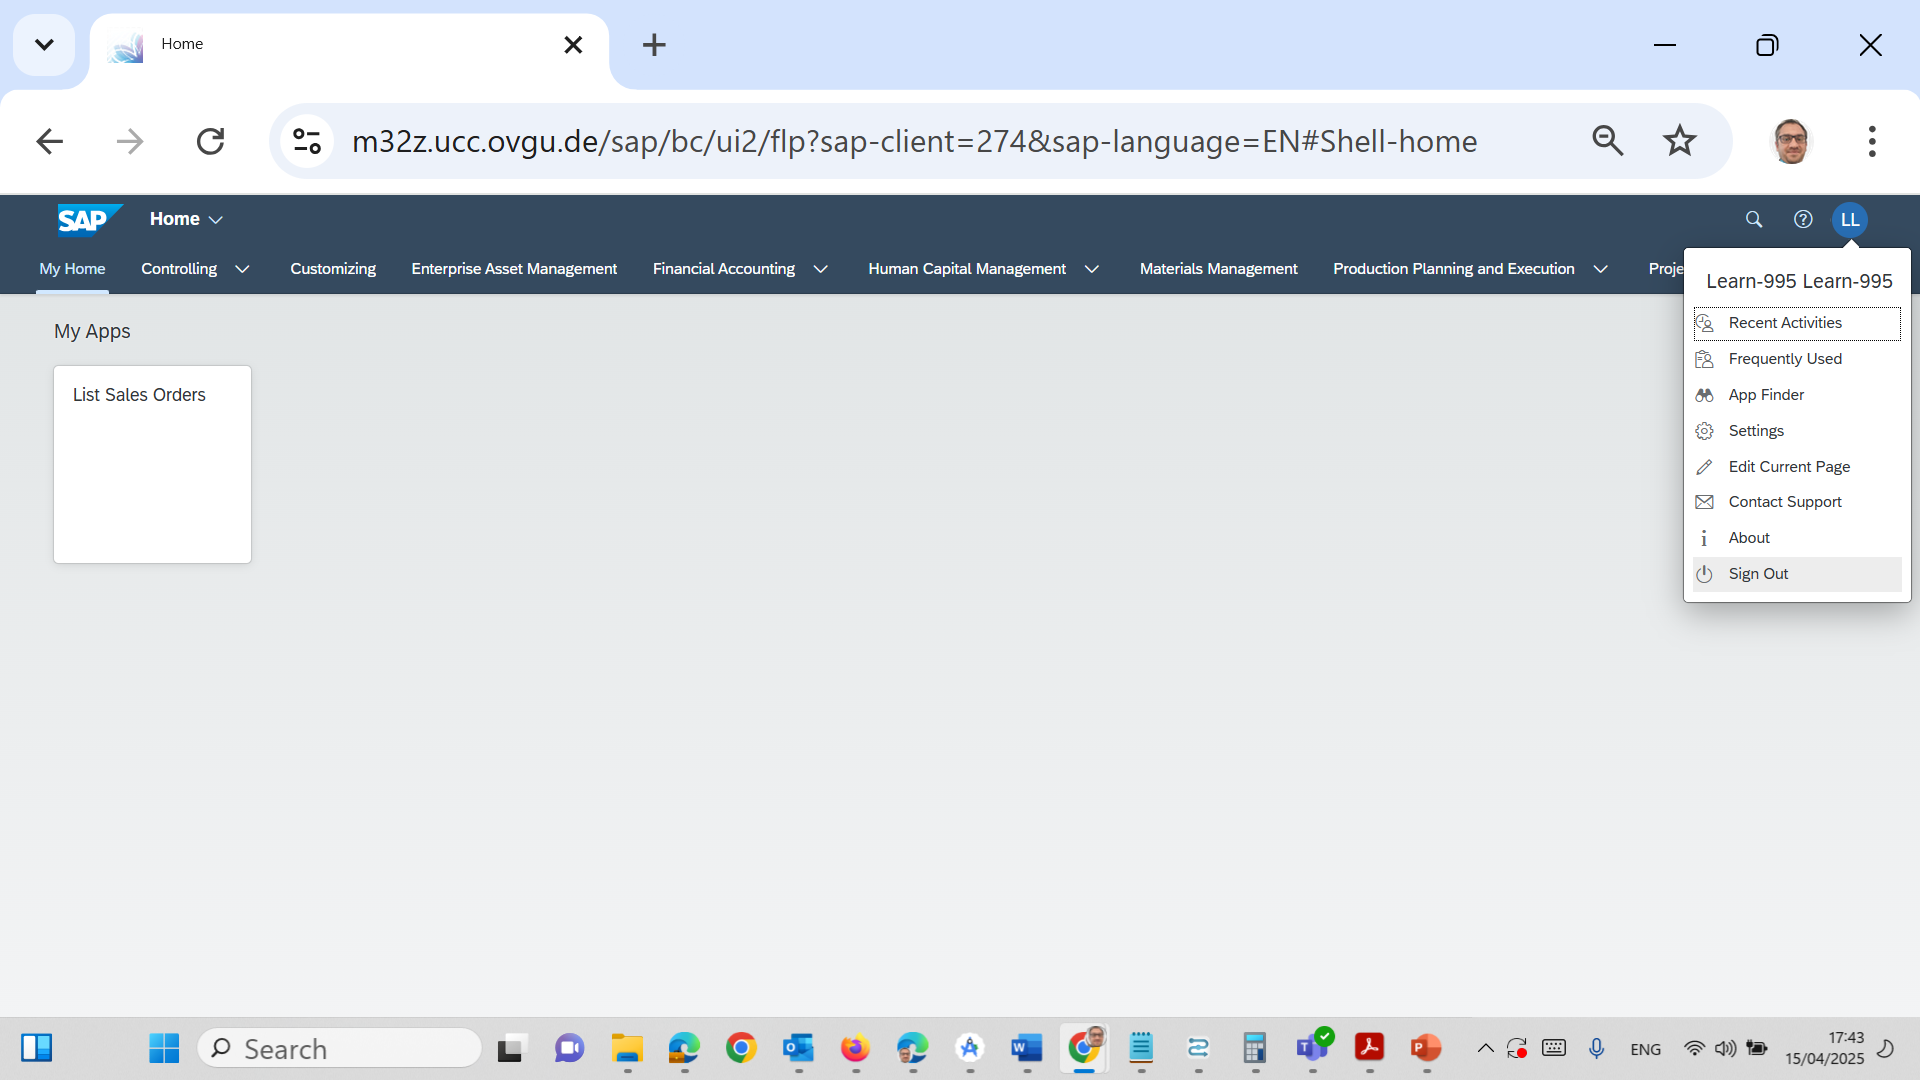 Home
m32z.ucc.ovgu.de/sap/bc/ui2/flp?sap-client=274&sap-language=EN#Shell-home
SAP Home LL
My Home Controlling Customizing Enterprise Asset Management Financial Accounting Human Capital Management Materials Management Production Planning and Execution Proje
Learn-995 Learn-995
Recent Activities
Frequently Used
App Finder
Settings
Edit Current Page
Contact Support
About
Sign Out
My Apps
List Sales Orders
Search
ENG
17:43
15/04/2025